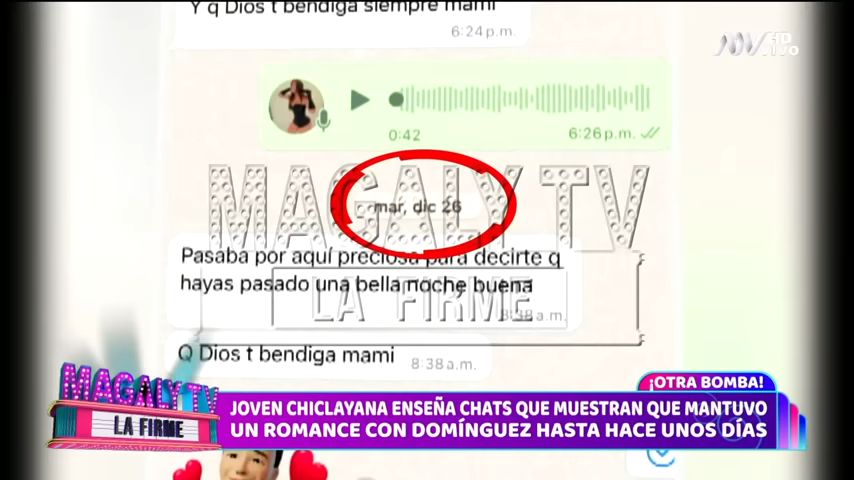 Y q Dios t bendiga siempre mami
6:24 p.m.
HD
VIVO
0:42
6:26 p.m.
MAGALY TV
LA FIRME
mar, dic 26
Pasaba por aquí preciosa para decirte q
hayas pasado una bella noche buena
8:38 a.m.
Q Dios t bendiga mami
8:38 a.m.
¡OTRA BOMBA!
MAGALY TV
LA FIRME
JOVEN CHICLAYANA ENSEÑA CHATS QUE MUESTRAN QUE MANTUVO
UN ROMANCE CON DOMÍNGUEZ HASTA HACE UNOS DÍAS